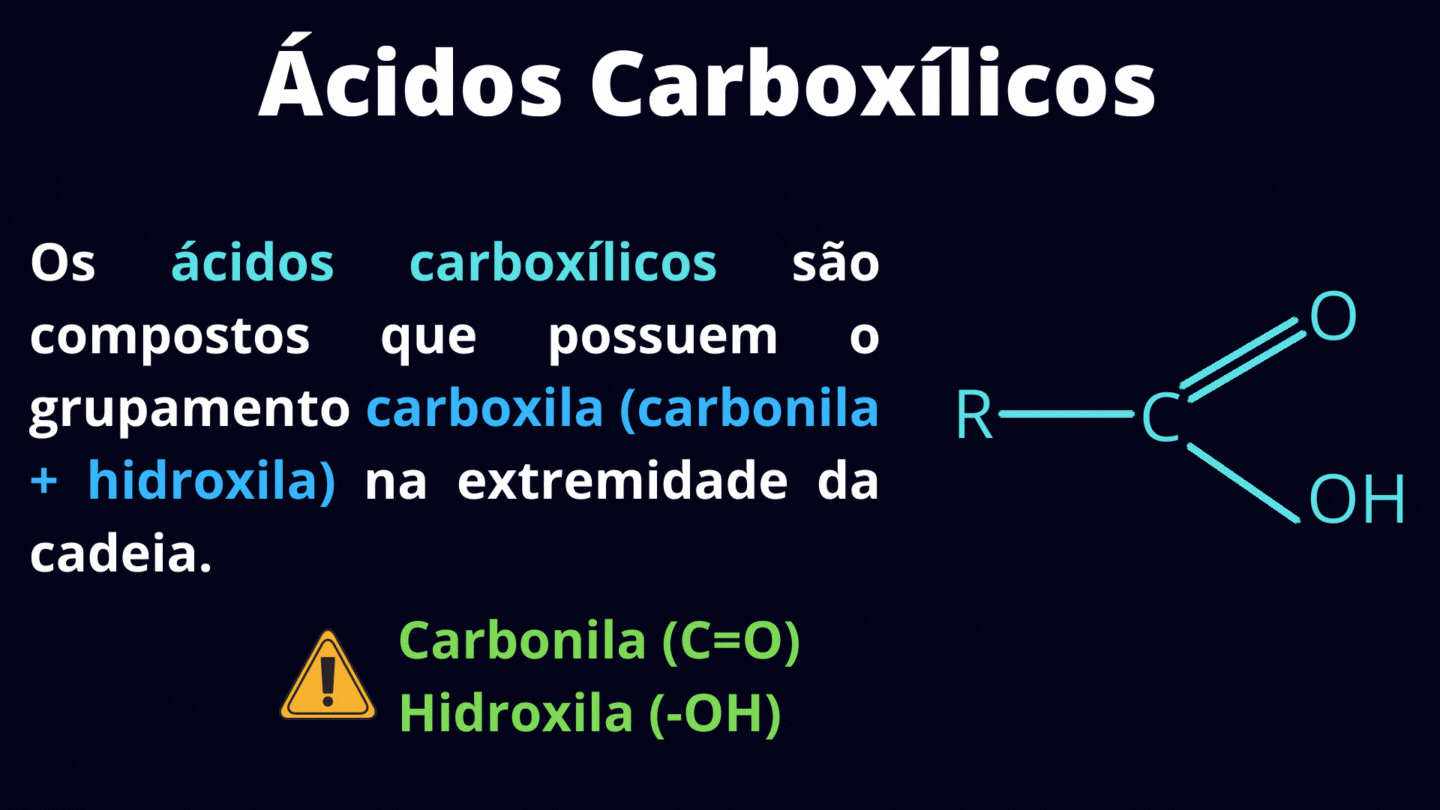 Ácidos Carboxílicos
Os ácidos carboxílicos são
compostos que possuem o
grupamento carboxila (carbonila
+ hidroxila) na extremidade da
cadeia.
O
R C
OH
Carbonila (C=O)
Hidroxila (-OH)